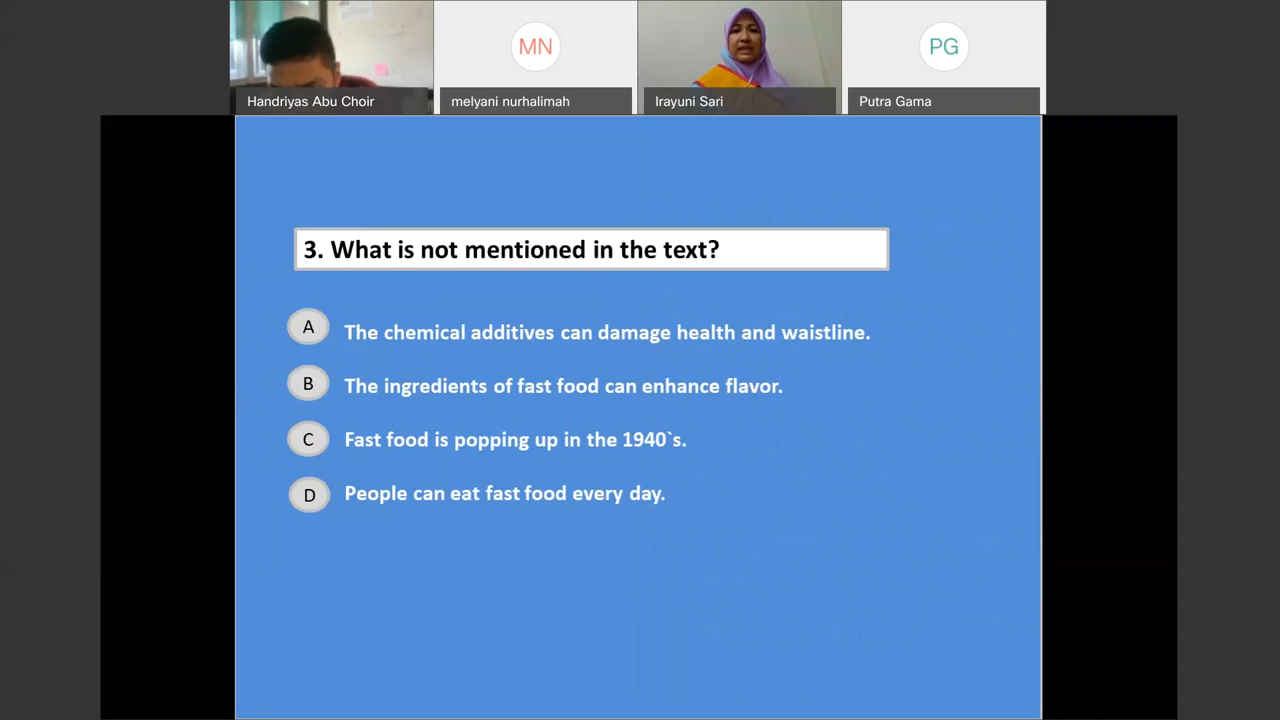 MN
PG
Handriyas Abu Choir
melyani nurhalimah
Irayuni Sari
Putra Gama
3. What is not mentioned in the text?
A The chemical additives can damage health and waistline.
B The ingredients of fast food can enhance flavor.
C Fast food is popping up in the 1940`s.
D People can eat fast food every day.